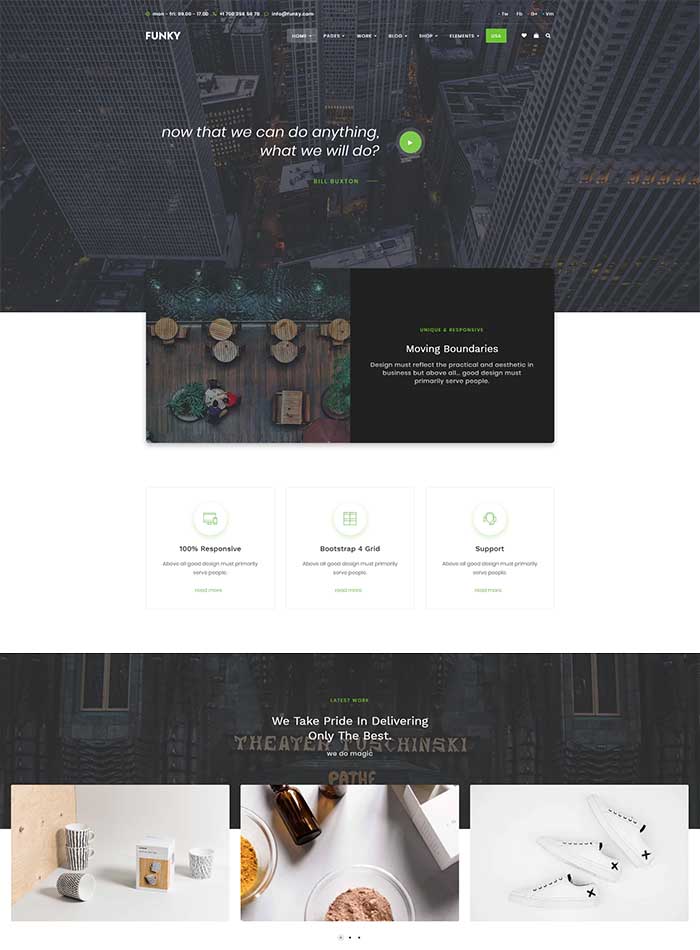 mon - fri: 09.00 - 17.00
+1 700 258 58 78
info@funky.com
- Tw
Fb
- G+
- Vm
FUNKY
HOME
PAGES
WORK
BLOG
SHOP
ELEMENTS
USA
now that we can do anything,
what we will do?
BILL BUXTON
UNIQUE & RESPONSIVE
Moving Boundaries
Design must reflect the practical and aesthetic in
business but above all... good design must
primarily serve people.
100% Responsive
Above all good design must primarily
serve people.
read more
Bootstrap 4 Grid
Above all good design must primarily
serve people.
read more
Support
Above all good design must primarily
serve people.
read more
LATEST WORK
We Take Pride In Delivering
Only The Best.
THEATER TUSCHINSKI
we do magic
PATHE